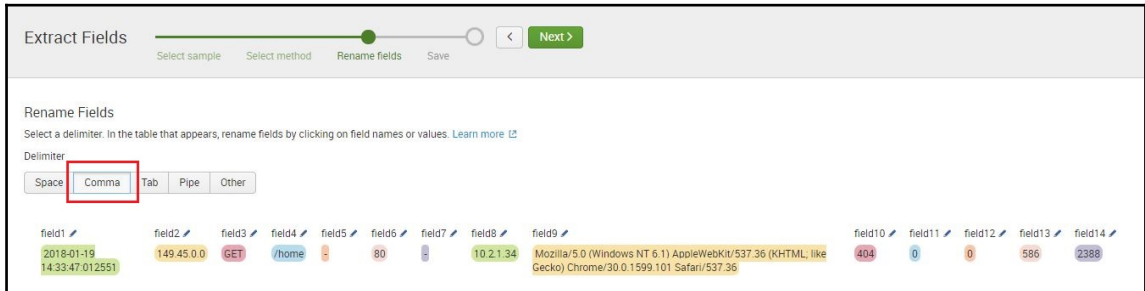 Extract Fields
Select sample Select method Rename fields Save < Next >
Rename Fields
Select a delimiter. In the table that appears, rename fields by clicking on field names or values. Learn more
Delimiter
Space Comma Tab Pipe Other
field1 field2 field3 field4 field5 field6 field7 field8 field9 field10 field11 field12 field13 field14
2018-01-19 149.45.0.0 GET /home - 80 - 10.2.1.34 Mozilla/5.0 (Windows NT 6.1) AppleWebKit/537.36 (KHTML; like 404 0 0 586 2388
14:33:47:012551 Gecko) Chrome/30.0.1599.101 Safari/537.36